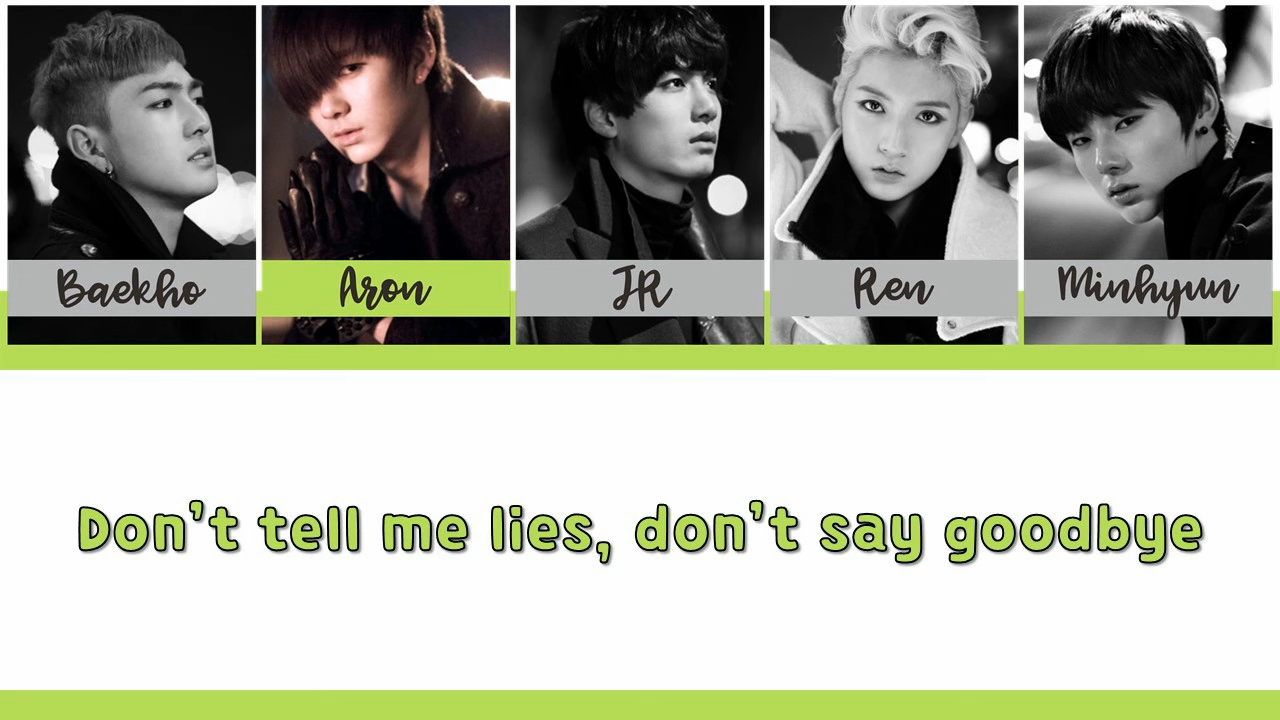 Baekho
Aron
JR
Ren
Minhyun
Don't tell me lies, don't say goodbye